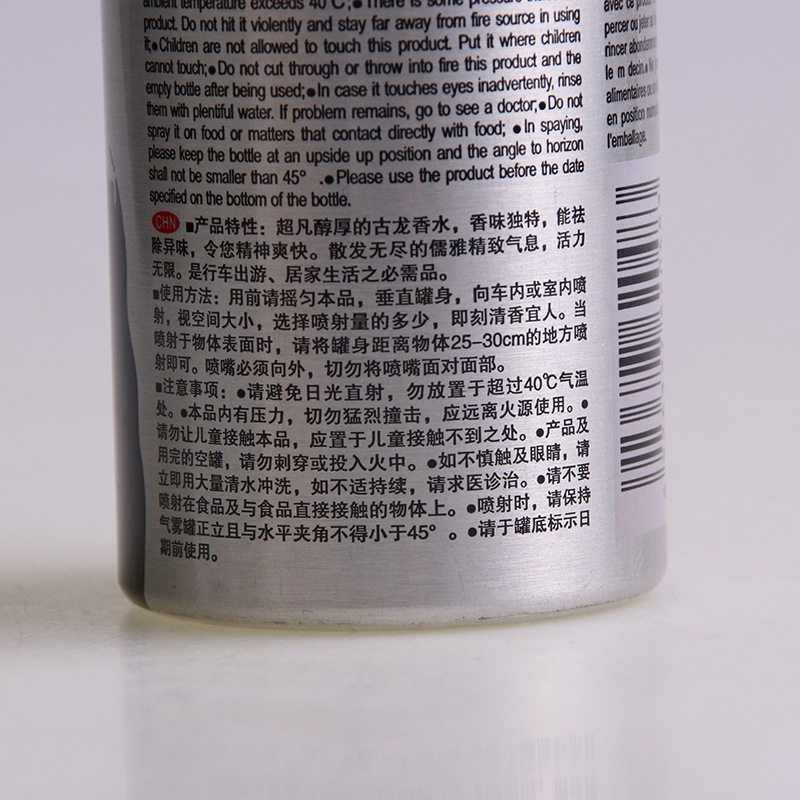 ambient temperature exceeds 40℃;●There is some pressure
product. Do not hit it violently and stay far away from fire source in using
it;●Children are not allowed to touch this product. Put it where children
cannot touch;●Do not cut through or throw into fire this product and the
empty bottle after being used;●In case it touches eyes inadvertently, rinse
them with plentiful water. If problem remains, go to see a doctor;●Do not
spray it on food or matters that contact directly with food; ●In spaying,
please keep the bottle at an upside up position and the angle to horizon
shall not be smaller than 45° .●Please use the product before the date
specified on the bottom of the bottle.
CHN ■产品特性：超凡醇厚的古龙香水，香味独特，能祛
除异味，令您精神爽快。散发无尽的儒雅精致气息，活力
无限。是行车出游、居家生活之必需品。
■使用方法：用前请摇匀本品，垂直罐身，向车内或室内喷
射，视空间大小，选择喷射量的多少，即刻清香宜人。当
喷射于物体表面时，请将罐身距离物体25-30cm的地方喷
射即可。喷嘴必须向外，切勿将喷嘴面对面部。
■注意事项：●请避免日光直射，勿放置于超过40℃气温
处。●本品内有压力，切勿猛烈撞击，应远离火源使用。●
请勿让儿童接触本品，应置于儿童接触不到之处。●产品及
用完的空罐，请勿刺穿或投入火中。●如不慎触及眼睛，请
立即用大量清水冲洗，如不适持续，请求医诊治。●请不要
喷射在食品及与食品直接接触的物体上。●喷射时，请保持
气雾罐正立且与水平夹角不得小于45° 。●请于罐底标示日
期前使用。
avec ce
percer ou jeter
rincer abondamm
le m decin.●
alimentaires ou
en position
l'emballage.